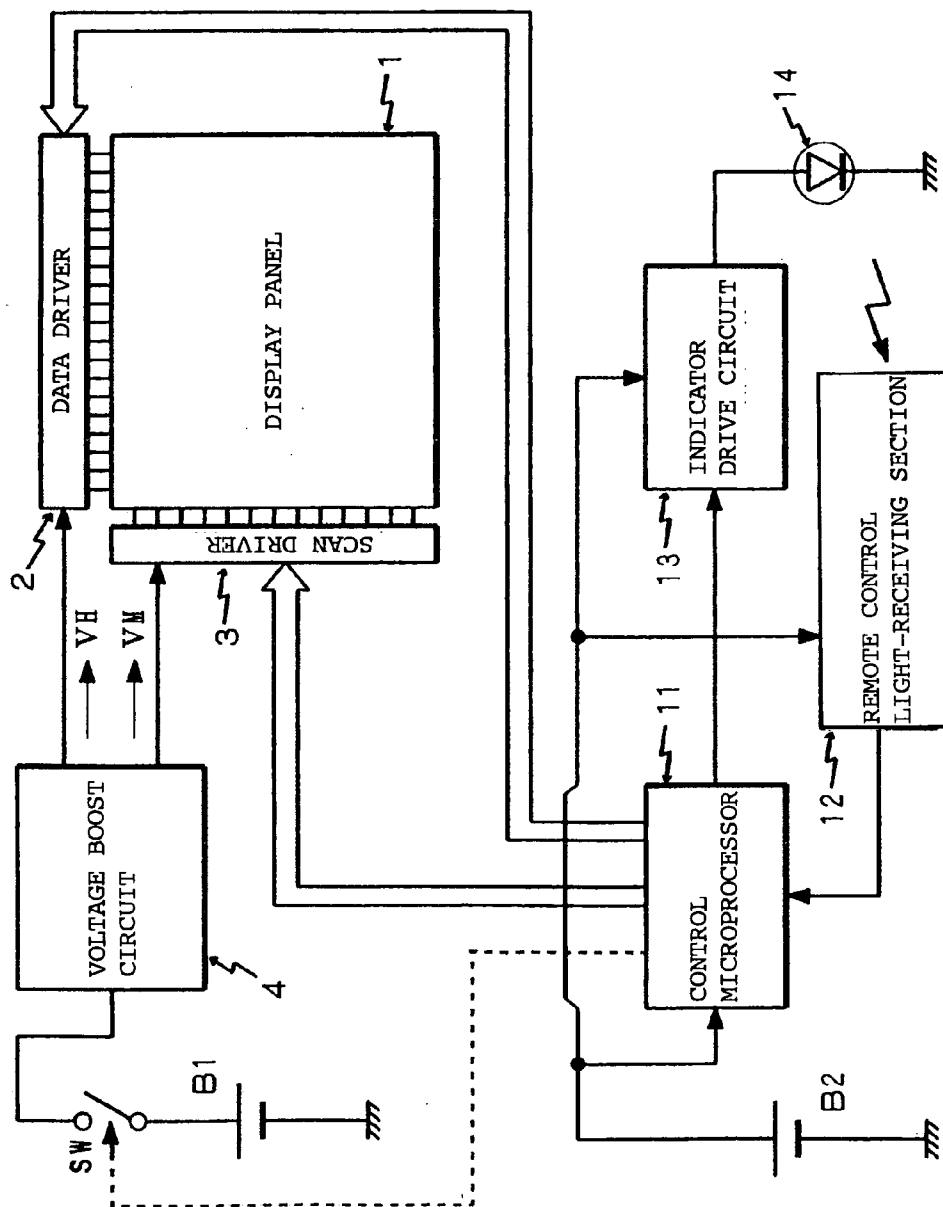 SW
B1
VOLTAGE BOOST
CIRCUIT
4
VH
VM
2
DATA DRIVER
3
SCAN DRIVER
DISPLAY PANEL
1
B2
CONTROL
MICROPROCESSOR
11
13
INDICATOR
DRIVE CIRCUIT
14
12
REMOTE CONTROL
LIGHT-RECEIVING SECTION